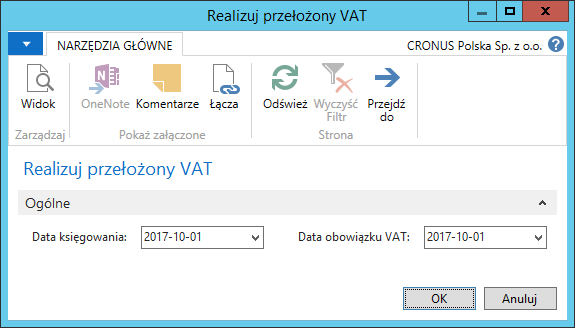 Realizuj przełożony VAT
NARZĘDZIA GŁÓWNE
CRONUS Polska Sp. z o.o.
?
Widok
OneNote
Komentarze
Łącza
Odśwież
Wyczyść
Filtr
Przejdź
do
Zarządzaj
Pokaż załączone
Strona
Realizuj przełożony VAT
Ogólne
Data księgowania: 2017-10-01
Data obowiązku VAT: 2017-10-01
OK
Anuluj